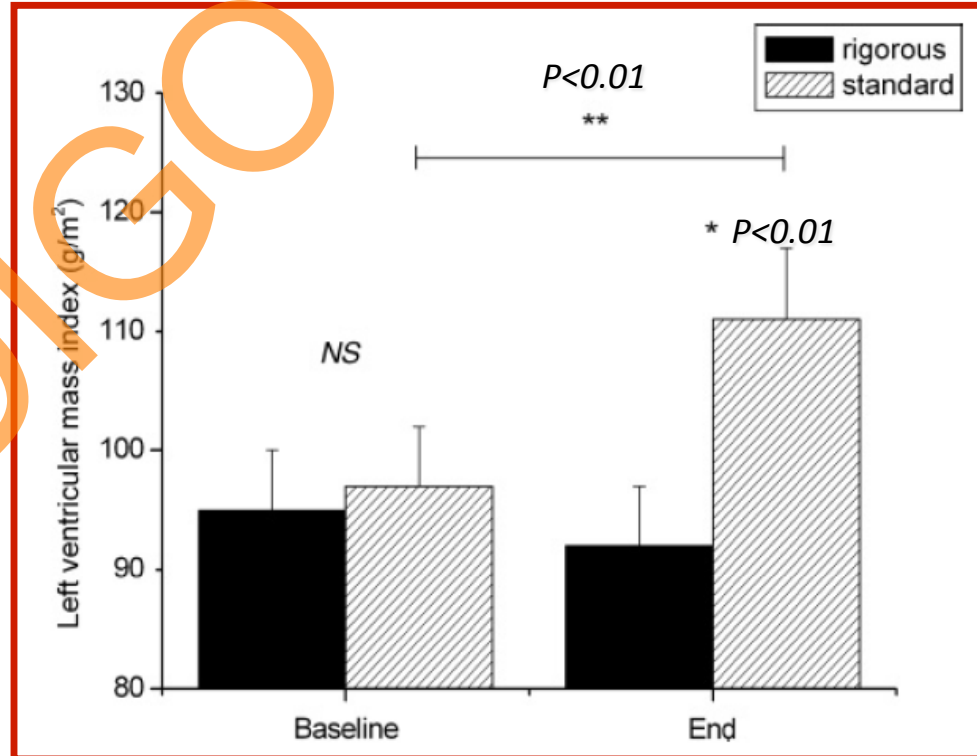 rigorous
standard
P<0.01
**
* P<0.01
NS
Left ventricular mass index (g/m²)
130
120
110
100
90
80
Baseline
End